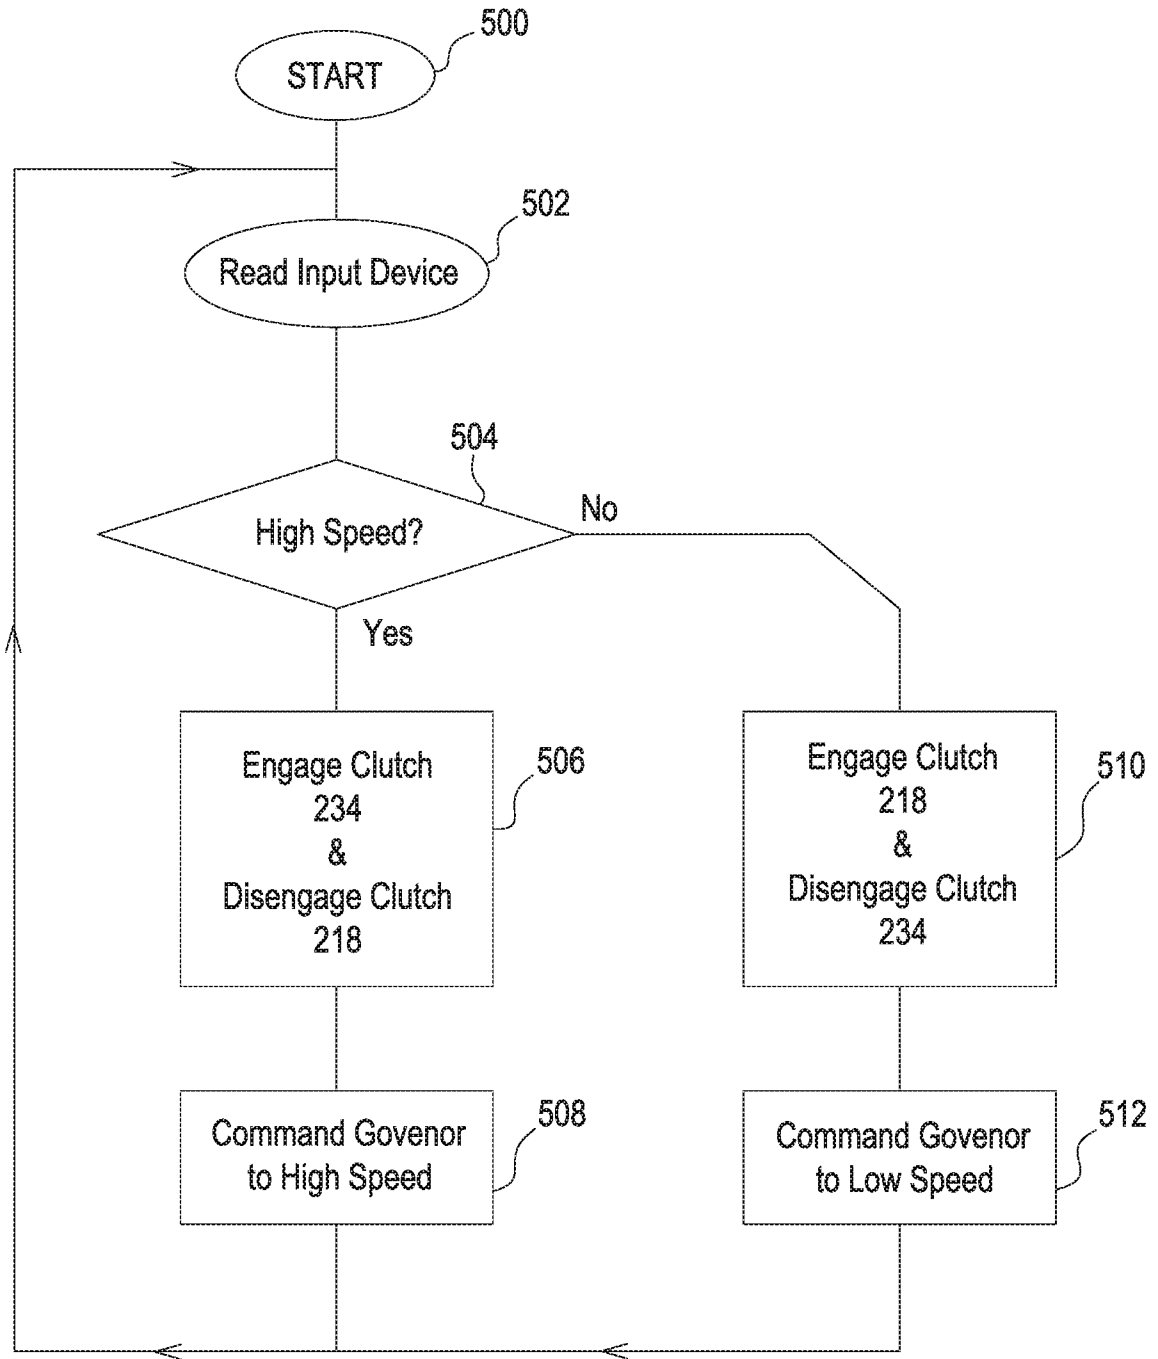 500
START
502
Read Input Device
504
High Speed?
No
Yes
Engage Clutch
234
&
Disengage Clutch
218
506
Engage Clutch
218
&
Disengage Clutch
234
510
Command Govenor
to High Speed
508
Command Govenor
to Low Speed
512